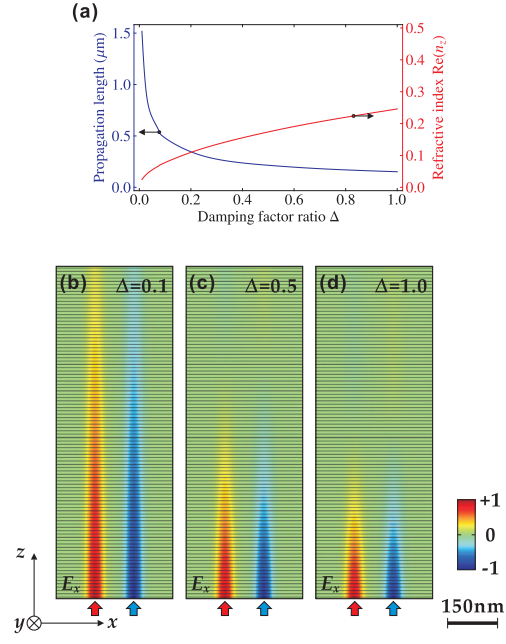 (a)
Propagation length (μm)
1.5
1.0
0.5
0.0
0.5
0.4
0.3
0.2
0.1
0.0
Refractive index Re(n_z)
0.0 0.2 0.4 0.6 0.8 1.0
Damping factor ratio Δ
(b) Δ=0.1
(c) Δ=0.5
(d) Δ=1.0
E_x
E_x
E_x
z
y
x
+1
0
-1
150nm